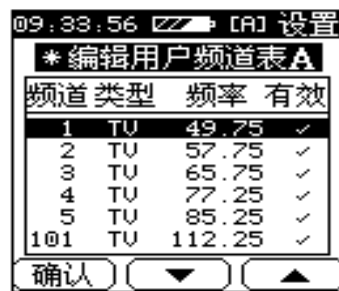 09:33:56 [A] 设置
*编辑用户频道表A
频道 类型 频率 有效
1 TV 49.75 ✓
2 TV 57.75 ✓
3 TV 65.75 ✓
4 TV 77.25 ✓
5 TV 85.25 ✓
101 TV 112.25 ✓
确认 ▼ ▲